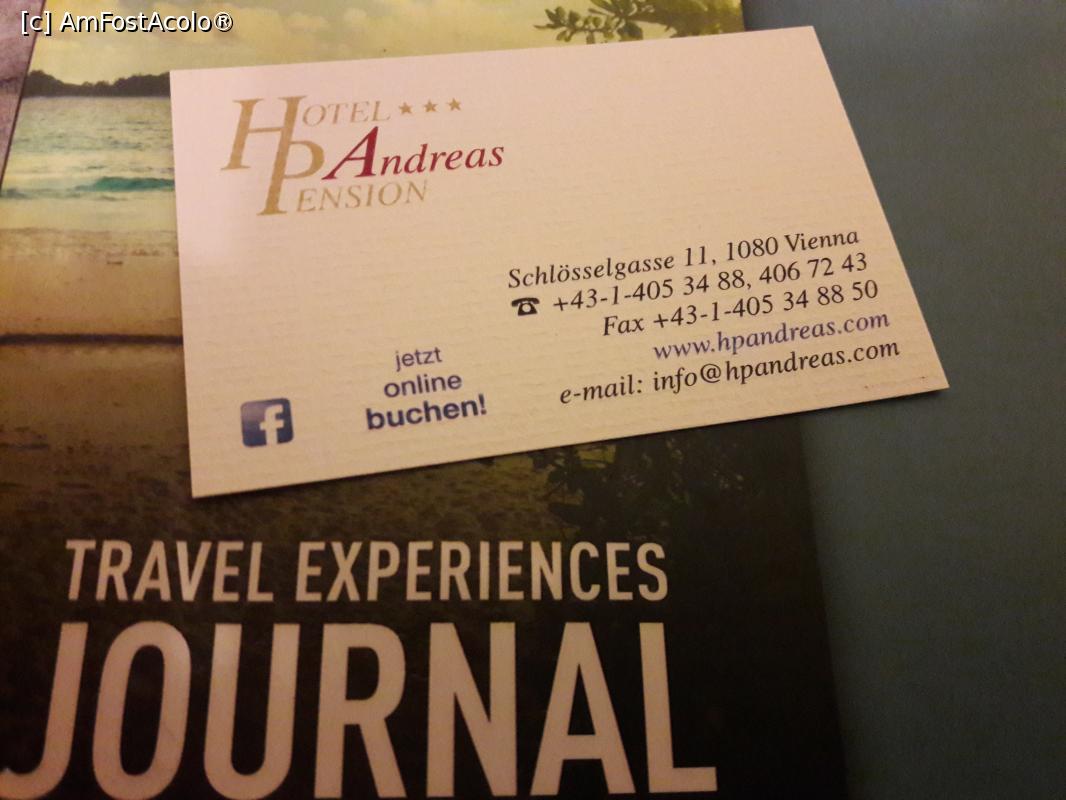 [c] AmFostAcolo®
HOTEL ★★★
Andreas
PENSION
Schlösselgasse 11, 1080 Vienna
☎ +43-1-405 34 88, 406 72 43
Fax +43-1-405 34 88 50
www.hpandreas.com
e-mail: info@hpandreas.com
jetzt
online
buchen!
f
TRAVEL EXPERIENCES
JOURNAL